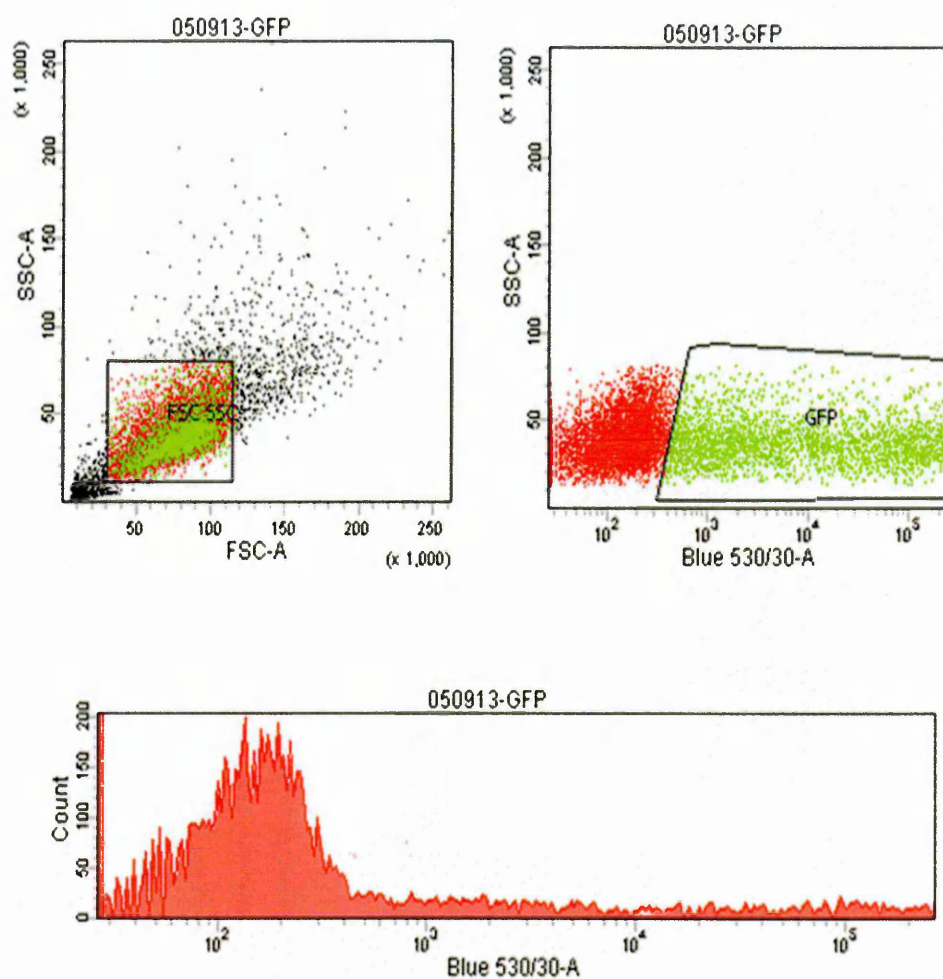 050913-GFP
(x 1,000)
250
200
150
100
50
SSC-A
FSC-SSC
50 100 150 200 250
FSC-A
(x 1,000)
050913-GFP
(x 1,000)
250
200
150
100
50
SSC-A
GFP
10² 10³ 10⁴ 10⁵
Blue 530/30-A
050913-GFP
200
150
100
50
0
Count
10² 10³ 10⁴ 10⁵
Blue 530/30-A